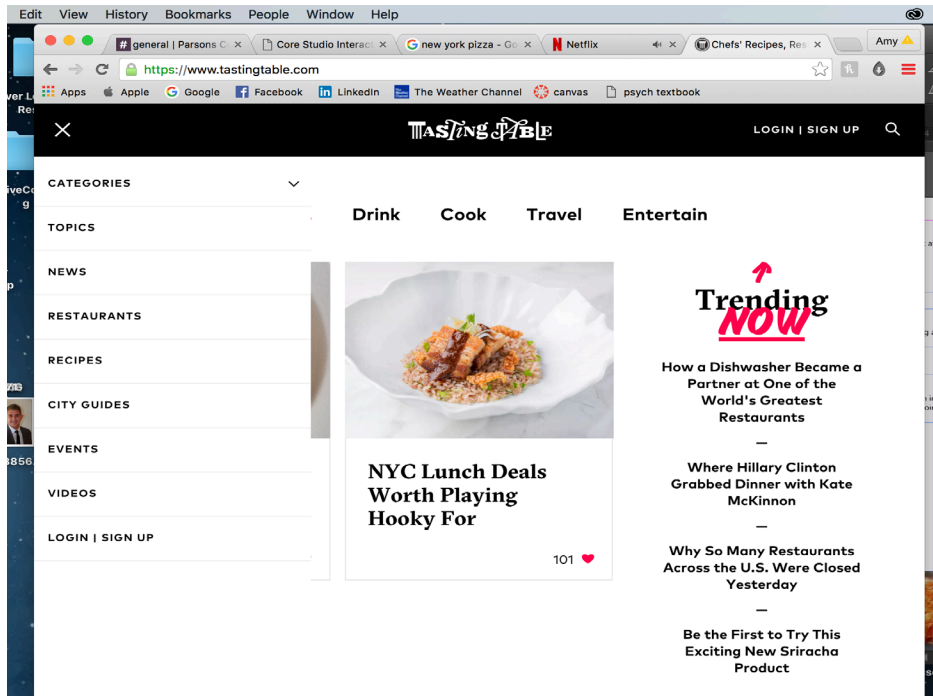 Edit View History Bookmarks People Window Help
# general | Parsons C
Core Studio Interac
new york pizza - Go
Netflix
Chefs' Recipes, Res
Amy
https://www.tastingtable.com
Apps Apple Google Facebook LinkedIn The Weather Channel canvas psych textbook
TASTING TABLE
LOGIN | SIGN UP
CATEGORIES
TOPICS
NEWS
RESTAURANTS
RECIPES
CITY GUIDES
EVENTS
VIDEOS
LOGIN | SIGN UP
Drink Cook Travel Entertain
NYC Lunch Deals
Worth Playing
Hooky For
101
Trending
NOW
How a Dishwasher Became a
Partner at One of the
World's Greatest
Restaurants
—
Where Hillary Clinton
Grabbed Dinner with Kate
McKinnon
—
Why So Many Restaurants
Across the U.S. Were Closed
Yesterday
—
Be the First to Try This
Exciting New Sriracha
Product